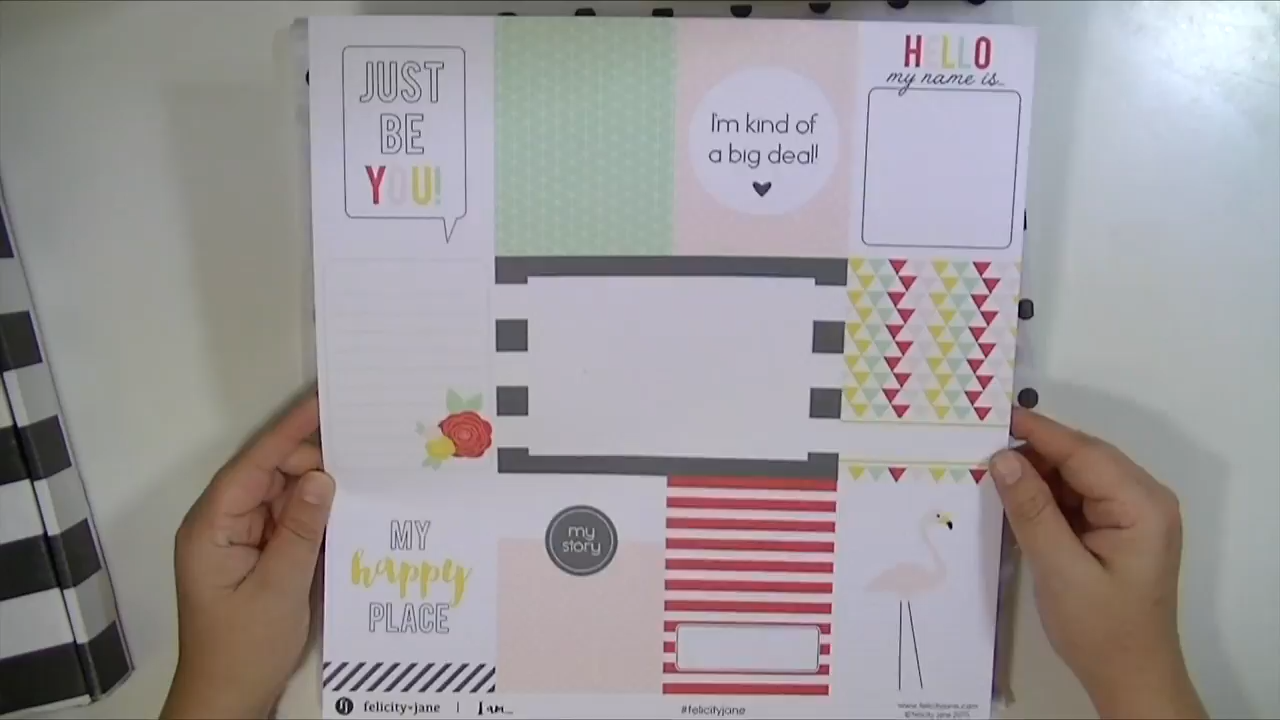 JUST
BE
YOU!
I'm kind of
a big deal!
HELLO
my name is...
MY
happy
PLACE
my
story
felicity jane | I am...
#felicityjane
www.felicityjane.com
©Felicity Jane 2015